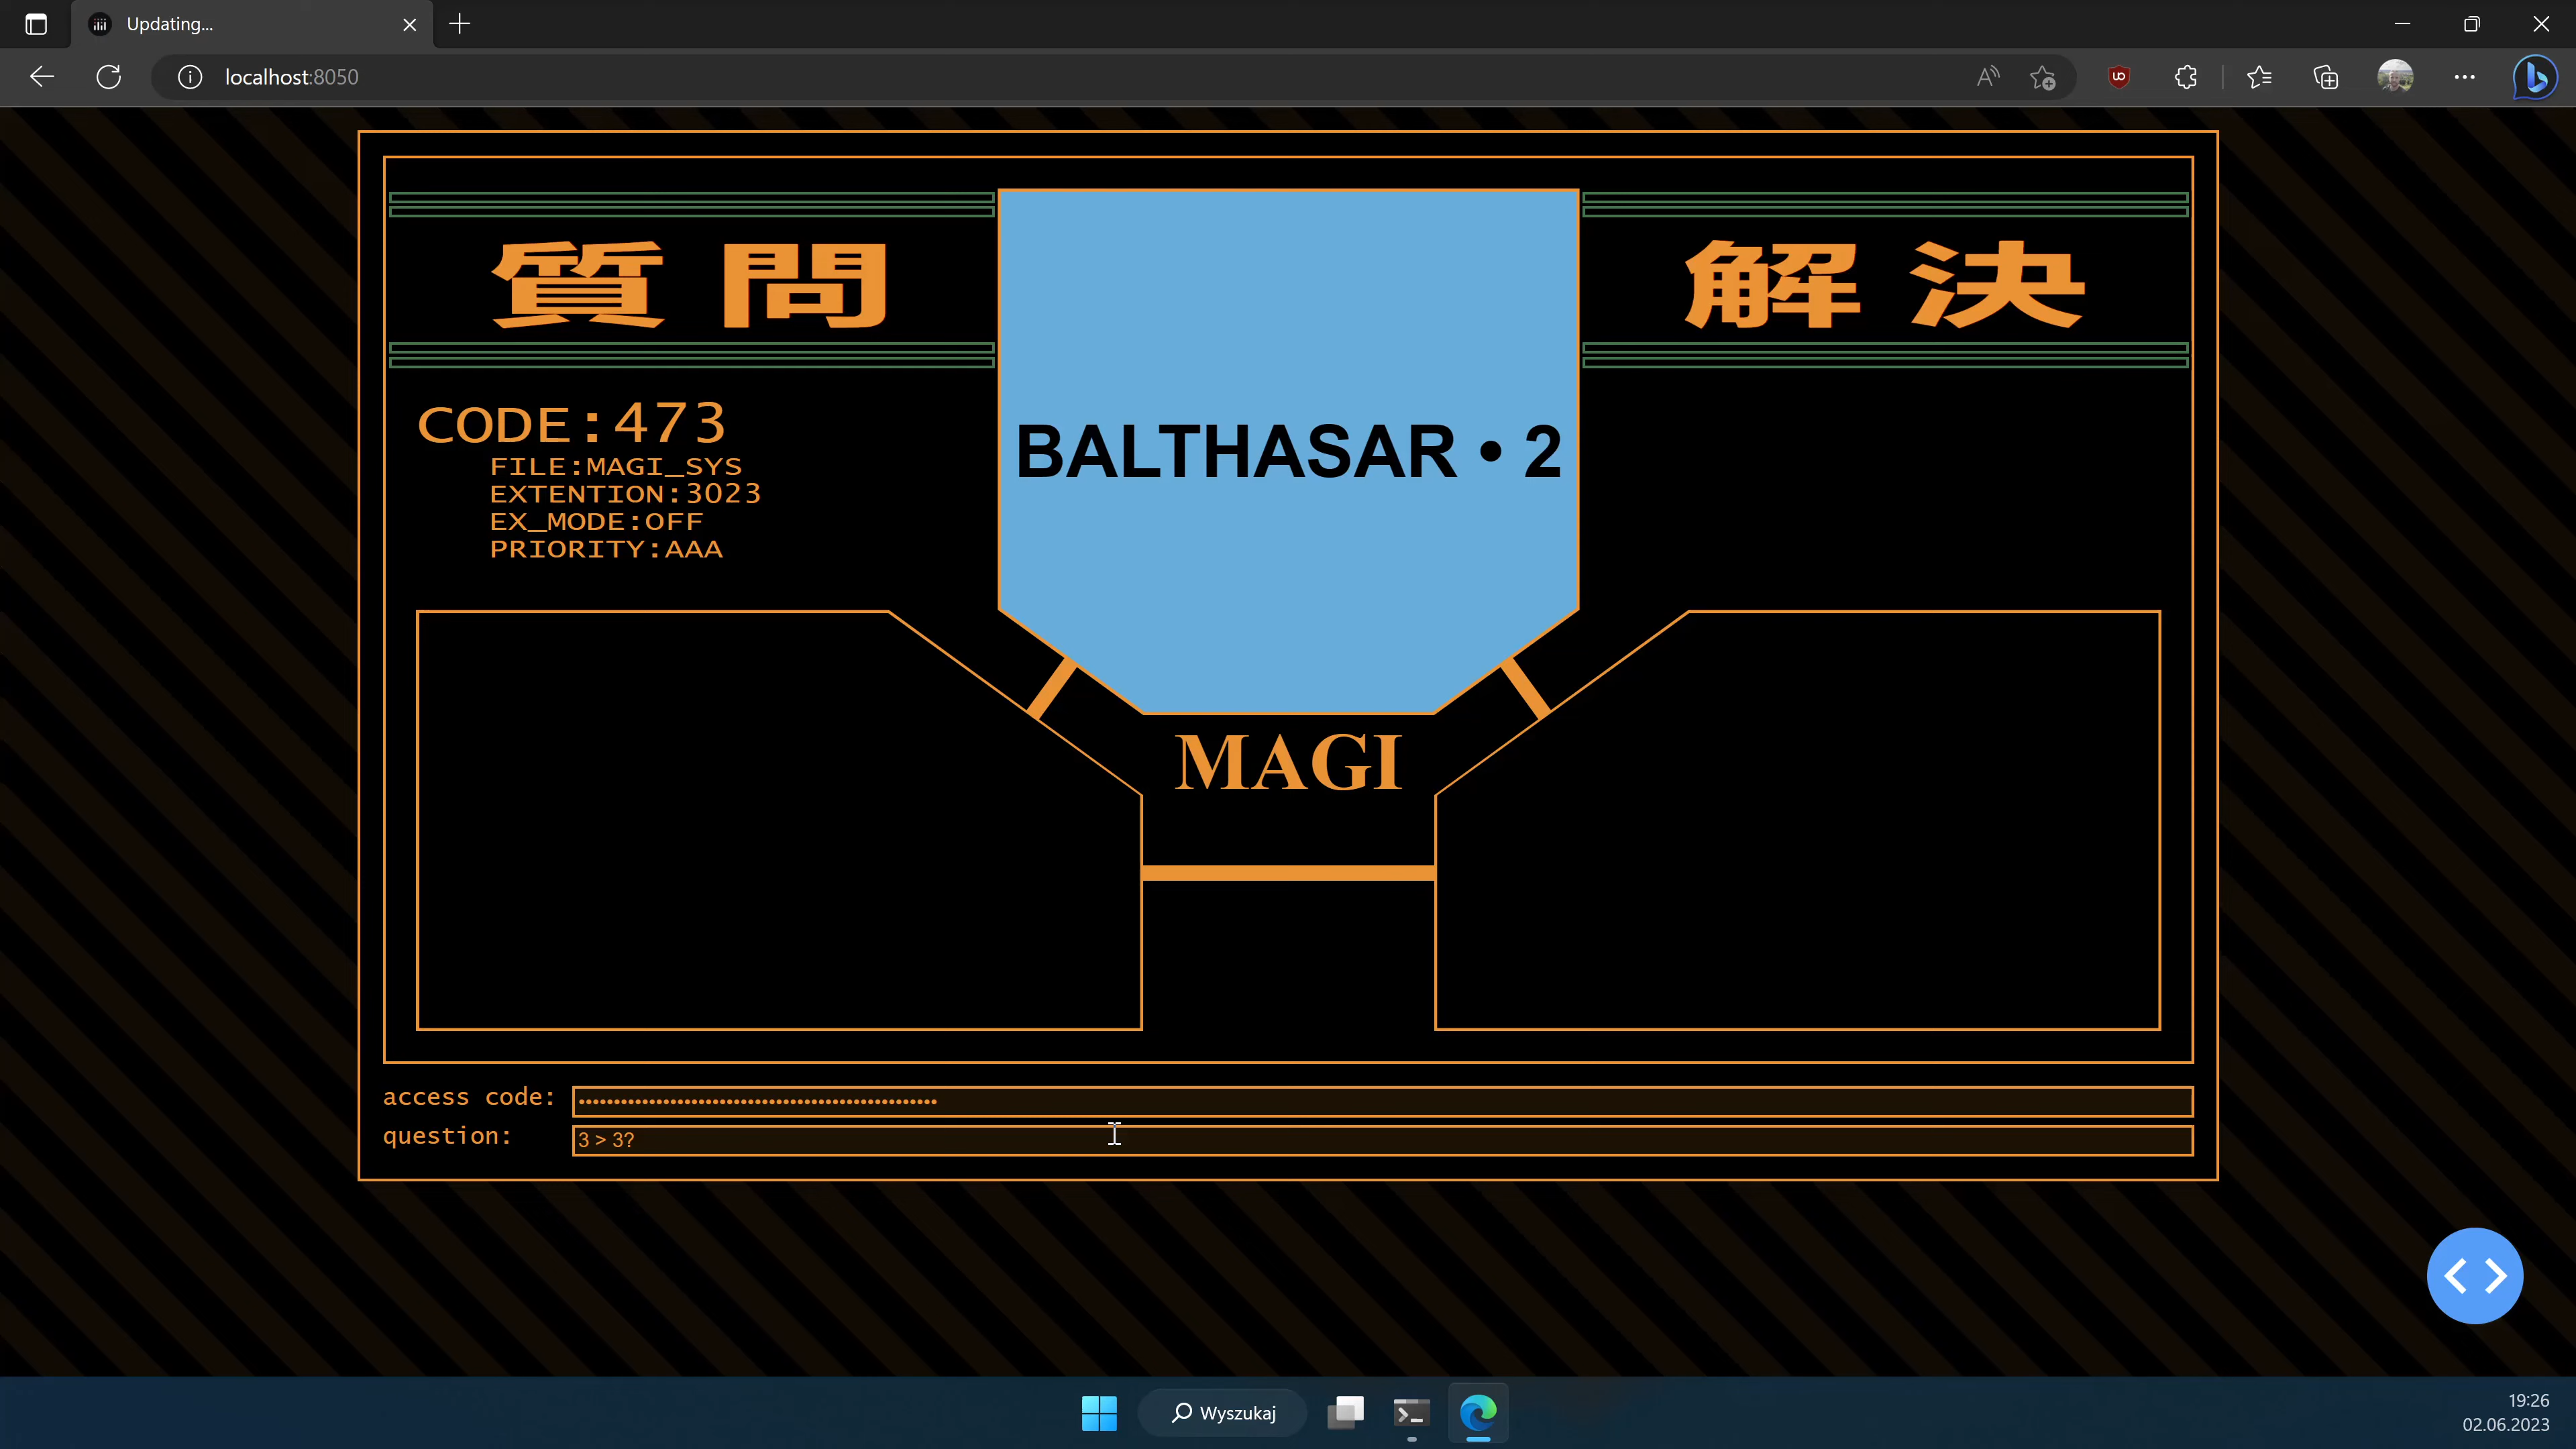 Updating...
localhost:8050
質問
解決
CODE:473
FILE:MAGI_SYS
EXTENTION:3023
EX_MODE:OFF
PRIORITY:AAA
BALTHASAR • 2
MAGI
access code: •••••••••••••••••••••••••••••••••••••••••••••••••••
question: 3 > 3?
Wyszukaj
19:26
02.06.2023